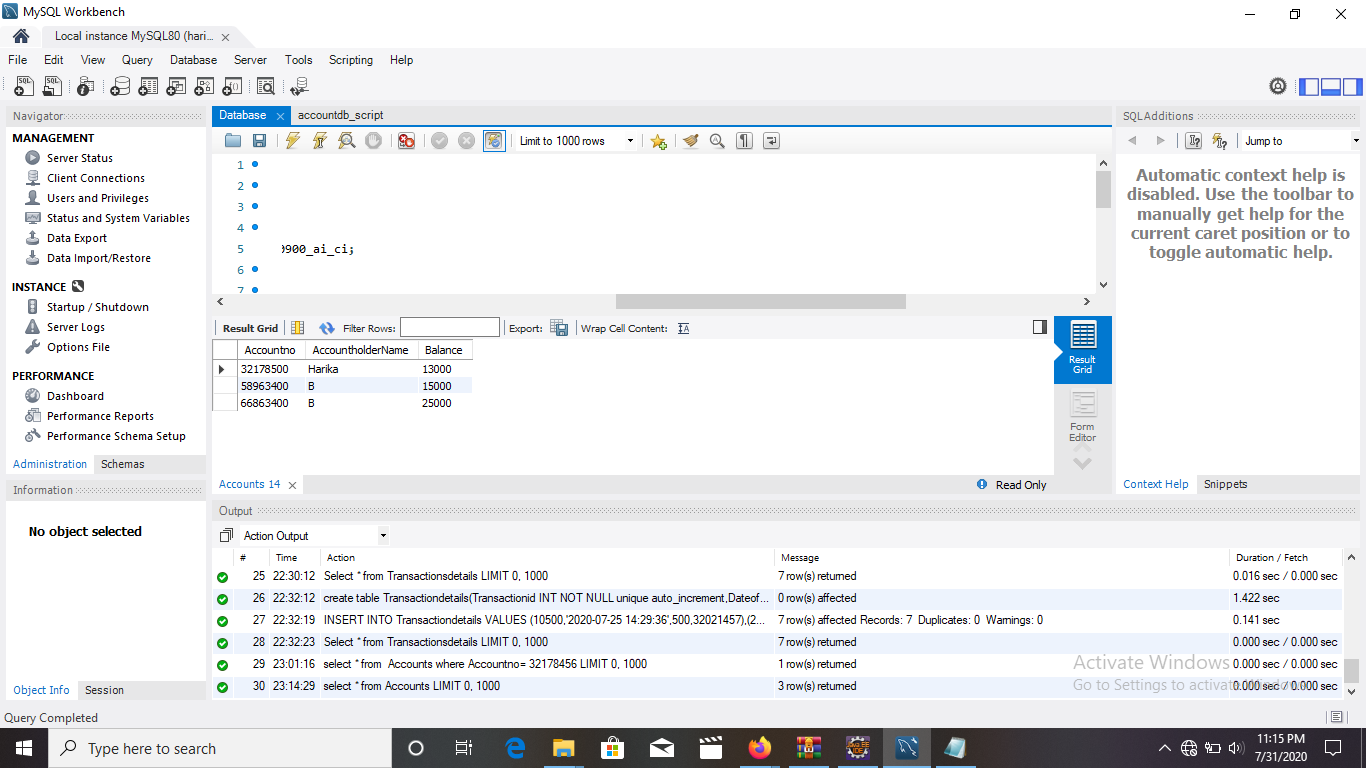 MySQL Workbench
Local instance MySQL80 (hari...
File Edit View Query Database Server Tools Scripting Help
Navigator
MANAGEMENT
Server Status
Client Connections
Users and Privileges
Status and System Variables
Data Export
Data Import/Restore
INSTANCE
Startup / Shutdown
Server Logs
Options File
PERFORMANCE
Dashboard
Performance Reports
Performance Schema Setup
Administration Schemas
Information
No object selected
Object Info Session
Database accountdb_script
Limit to 1000 rows
1
2
3
4
5 900_ai_ci;
6
7
Result Grid Filter Rows: Export: Wrap Cell Content:
Accountno AccountholderName Balance
32178500 Harika 13000
58963400 B 15000
66863400 B 25000
Result Grid
Form Editor
Accounts 14 Read Only
SQLAdditions
Jump to
Automatic context help is
disabled. Use the toolbar to
manually get help for the
current caret position or to
toggle automatic help.
Context Help Snippets
Output
Action Output
# Time Action Message Duration / Fetch
25 22:30:12 Select * from Transactionsdetails LIMIT 0, 1000 7 row(s) returned 0.016 sec / 0.000 sec
26 22:32:12 create table Transactiondetails(Transactionid INT NOT NULL unique auto_increment,Dateof... 0 row(s) affected 1.422 sec
27 22:32:19 INSERT INTO Transactiondetails VALUES (10500,'2020-07-25 14:29:36',500,32021457),(2... 7 row(s) affected Records: 7 Duplicates: 0 Warnings: 0 0.141 sec
28 22:32:23 Select * from Transactionsdetails LIMIT 0, 1000 7 row(s) returned 0.000 sec / 0.000 sec
29 23:01:16 select * from Accounts where Accountno= 32178456 LIMIT 0, 1000 1 row(s) returned 0.000 sec / 0.000 sec
30 23:14:29 select * from Accounts LIMIT 0, 1000 3 row(s) returned 0.000 sec / 0.000 sec
Activate Windows
Go to Settings to activate Windows.
Query Completed
Type here to search
11:15 PM
7/31/2020